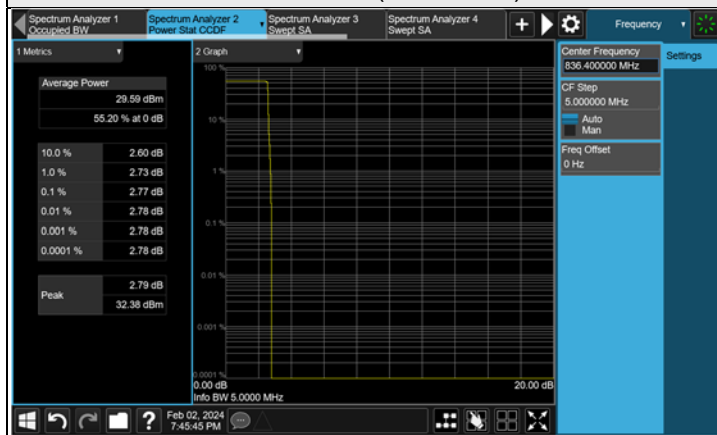 Spectrum Analyzer 1
Occupied BW
Spectrum Analyzer 2
Power Stat CCDF
Spectrum Analyzer 3
Swept SA
Spectrum Analyzer 4
Swept SA
+
Frequency
1 Metrics
2 Graph
Center Frequency
836.400000 MHz
Settings
CF Step
5.000000 MHz
Auto
Man
Freq Offset
0 Hz
Average Power
29.59 dBm
55.20 % at 0 dB
10.0 % 2.60 dB
1.0 % 2.73 dB
0.1 % 2.77 dB
0.01 % 2.78 dB
0.001 % 2.78 dB
0.0001 % 2.78 dB
Peak
2.79 dB
32.38 dBm
100 %
10 %
1 %
0.1 %
0.01 %
0.001 %
0.0001 %
0.00 dB
20.00 dB
Info BW 5.0000 MHz
?
Feb 02, 2024
7:45:45 PM